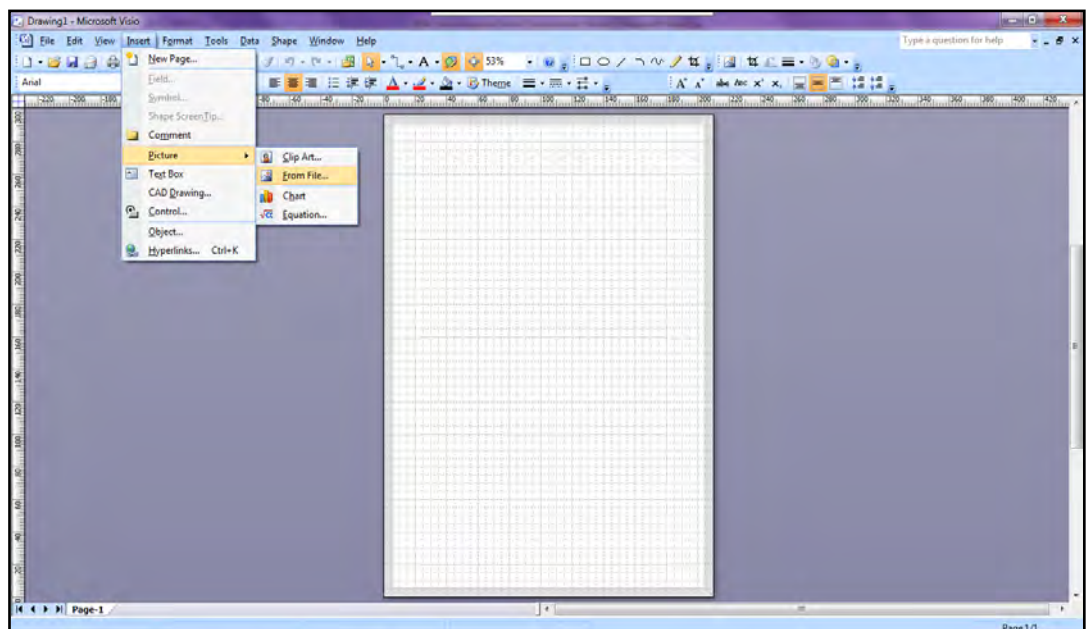 Drawing1 - Microsoft Visio
File Edit View Insert Format Tools Data Shape Window Help
Type a question for help
New Page...
53%
Arial
Field...
Theme
Symbol...
Shape ScreenTip...
Comment
Picture
Clip Art...
Text Box
From File...
CAD Drawing...
Chart
Control...
Equation...
Object...
Hyperlinks... Ctrl+K
Page-1
Page 1/1